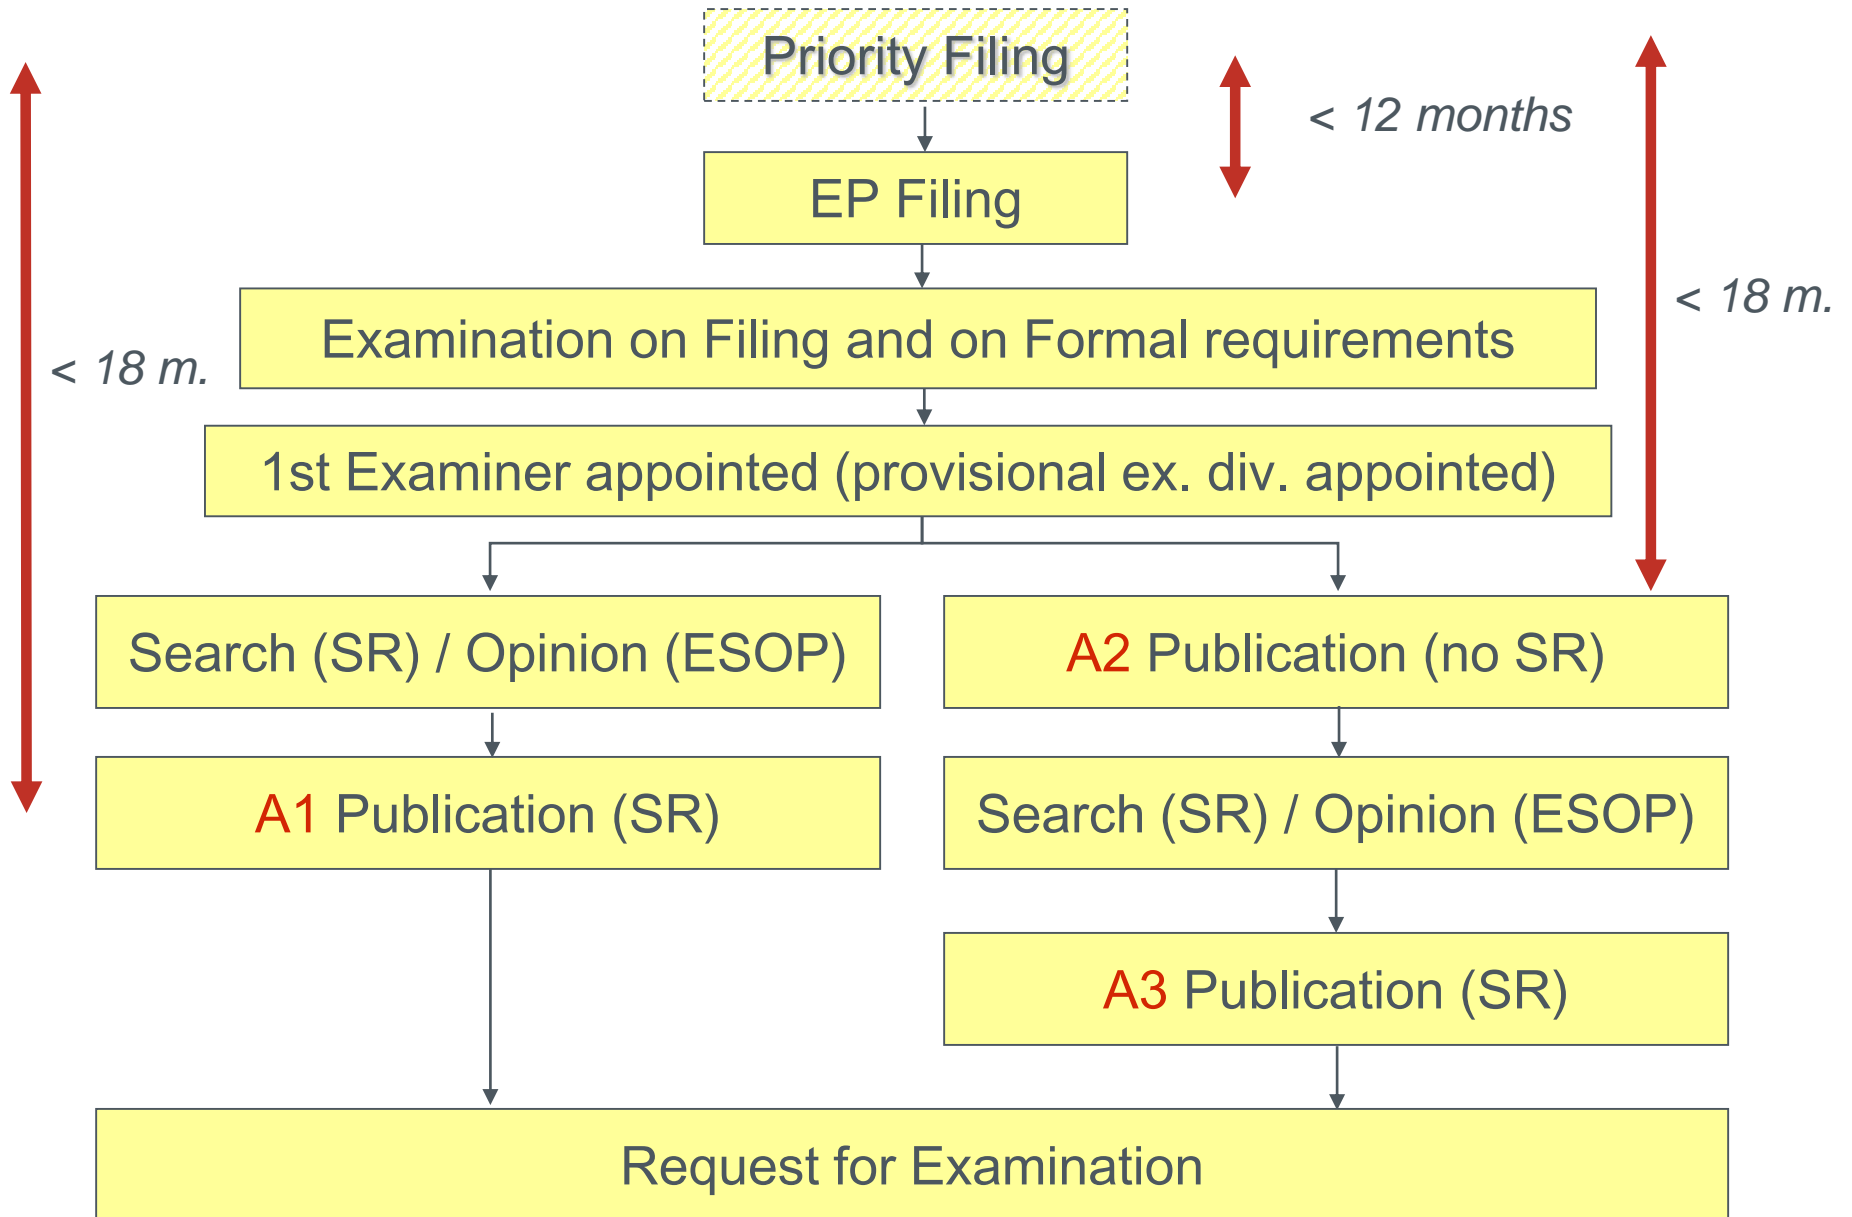 Priority Filing
< 12 months
EP Filing
< 18 m.
Examination on Filing and on Formal requirements
< 18 m.
1st Examiner appointed (provisional ex. div. appointed)
Search (SR) / Opinion (ESOP)
A2 Publication (no SR)
A1 Publication (SR)
Search (SR) / Opinion (ESOP)
A3 Publication (SR)
Request for Examination